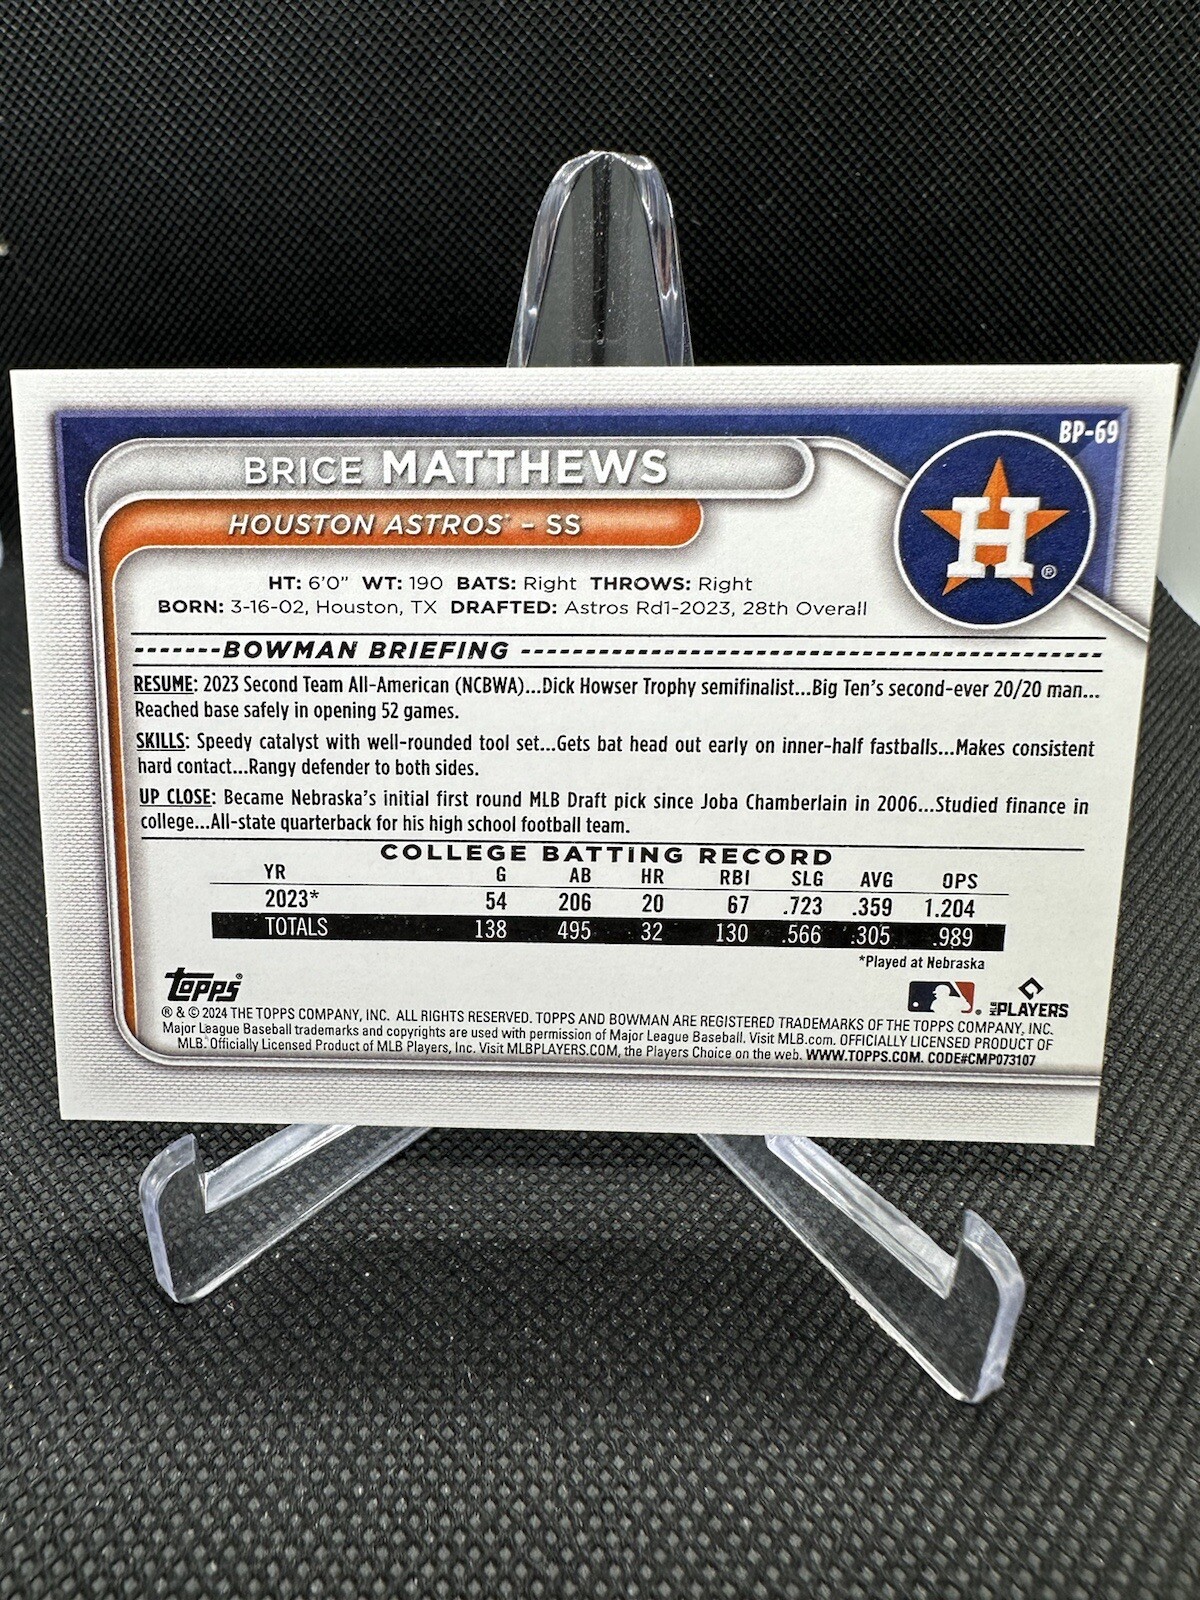 BP-69
BRICE MATTHEWS
HOUSTON ASTROS - SS
H ®
HT: 6'0" WT: 190 BATS: Right THROWS: Right
BORN: 3-16-02, Houston, TX DRAFTED: Astros Rd1-2023, 28th Overall
BOWMAN BRIEFING
RESUME: 2023 Second Team All-American (NCBWA)...Dick Howser Trophy semifinalist...Big Ten's second-ever 20/20 man...
Reached base safely in opening 52 games.
SKILLS: Speedy catalyst with well-rounded tool set...Gets bat head out early on inner-half fastballs...Makes consistent
hard contact...Rangy defender to both sides.
UP CLOSE: Became Nebraska's initial first round MLB Draft pick since Joba Chamberlain in 2006...Studied finance in
college...All-state quarterback for his high school football team.
COLLEGE BATTING RECORD
YR G AB HR RBI SLG AVG OPS
2023* 54 206 20 67 .723 .359 1.204
TOTALS 138 495 32 130 .566 .305 .989
*Played at Nebraska
Topps®
MLB PLAYERS
® & © 2024 THE TOPPS COMPANY, INC. ALL RIGHTS RESERVED. TOPPS AND BOWMAN ARE REGISTERED TRADEMARKS OF THE TOPPS COMPANY, INC.
Major League Baseball trademarks and copyrights are used with permission of Major League Baseball. Visit MLB.com. OFFICIALLY LICENSED PRODUCT OF
MLB. Officially Licensed Product of MLB Players, Inc. Visit MLBPLAYERS.COM, the Players Choice on the web. WWW.TOPPS.COM. CODE#CMP073107